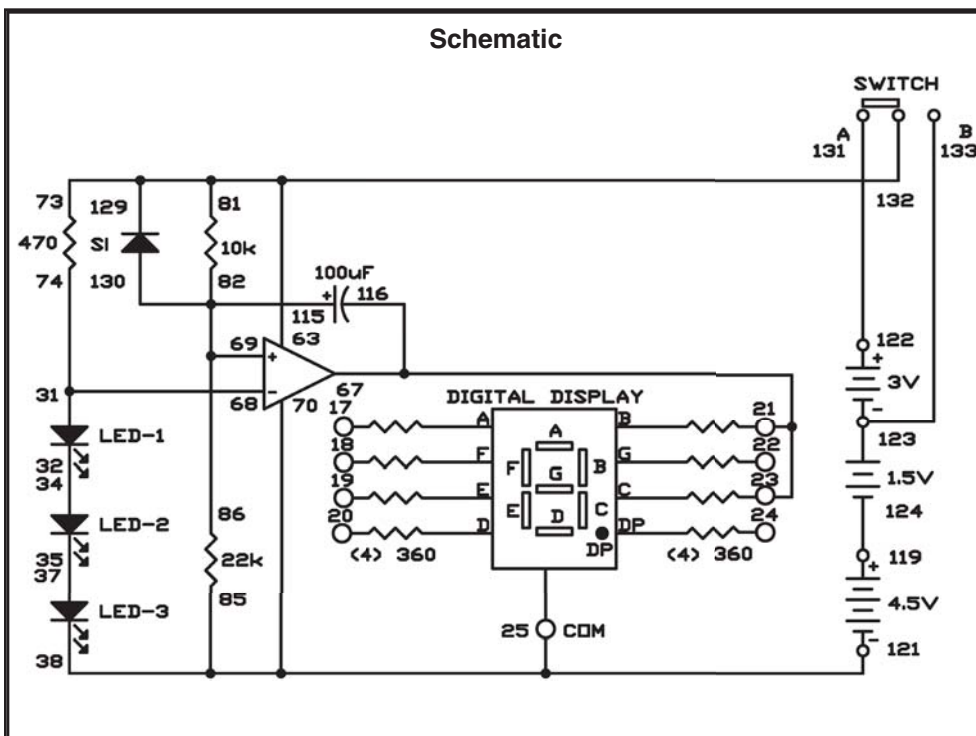 Schematic
SWITCH
A
B
131
133
132
73
129
81
470
SI
10k
74
130
82
100uF
+
116
115
122
69
63
+
+
3V
-
67
31
68
-
70
DIGITAL DISPLAY
17
A
B
21
123
LED-1
A
18
F
G
22
1.5V
32
F
B
34
G
19
E
C
23
124
LED-2
E
C
86
20
D
D
DP
24
35
22k
(4) 360
DP
(4) 360
119
37
+
85
4.5V
LED-3
25
COM
-
121
38